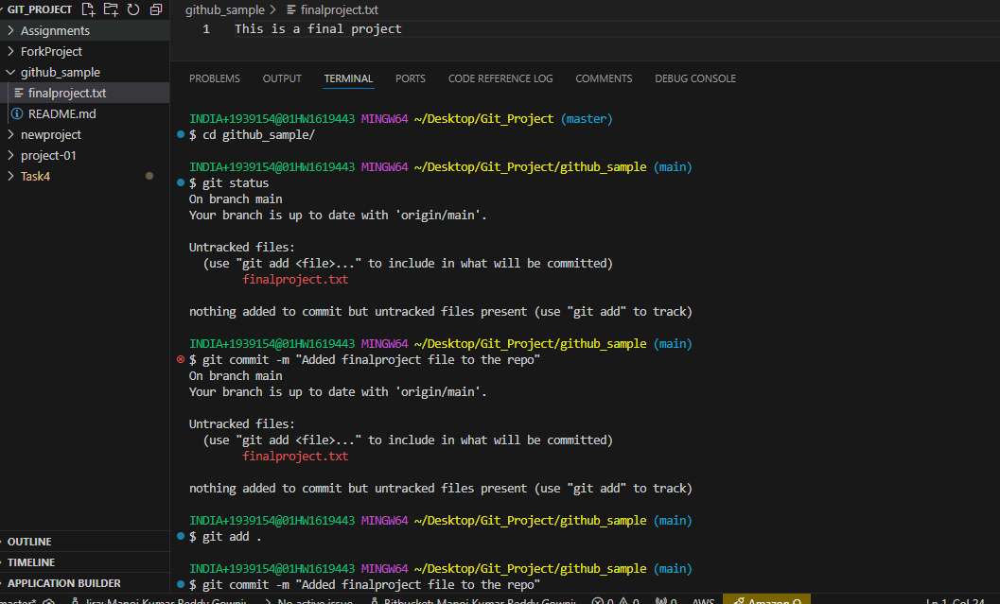 GIT_PROJECT
Assignments
ForkProject
github_sample
finalproject.txt
README.md
newproject
project-01
Task4
OUTLINE
TIMELINE
APPLICATION BUILDER
github_sample > finalproject.txt
1 This is a final project
PROBLEMS OUTPUT TERMINAL PORTS CODE REFERENCE LOG COMMENTS DEBUG CONSOLE
INDIA+1939154@01HW1619443 MINGW64 ~/Desktop/Git_Project (master)
$ cd github_sample/
INDIA+1939154@01HW1619443 MINGW64 ~/Desktop/Git_Project/github_sample (main)
$ git status
On branch main
Your branch is up to date with 'origin/main'.
Untracked files:
(use "git add <file>..." to include in what will be committed)
finalproject.txt
nothing added to commit but untracked files present (use "git add" to track)
INDIA+1939154@01HW1619443 MINGW64 ~/Desktop/Git_Project/github_sample (main)
$ git commit -m "Added finalproject file to the repo"
On branch main
Your branch is up to date with 'origin/main'.
Untracked files:
(use "git add <file>..." to include in what will be committed)
finalproject.txt
nothing added to commit but untracked files present (use "git add" to track)
INDIA+1939154@01HW1619443 MINGW64 ~/Desktop/Git_Project/github_sample (main)
$ git add .
INDIA+1939154@01HW1619443 MINGW64 ~/Desktop/Git_Project/github_sample (main)
$ git commit -m "Added finalproject file to the repo"
master* Jira: Manoj Kumar Reddy No active issue Bitbucket: Manoj Kumar Reddy 0 0 0 AWS Amazon Q Ln 1, Col 24